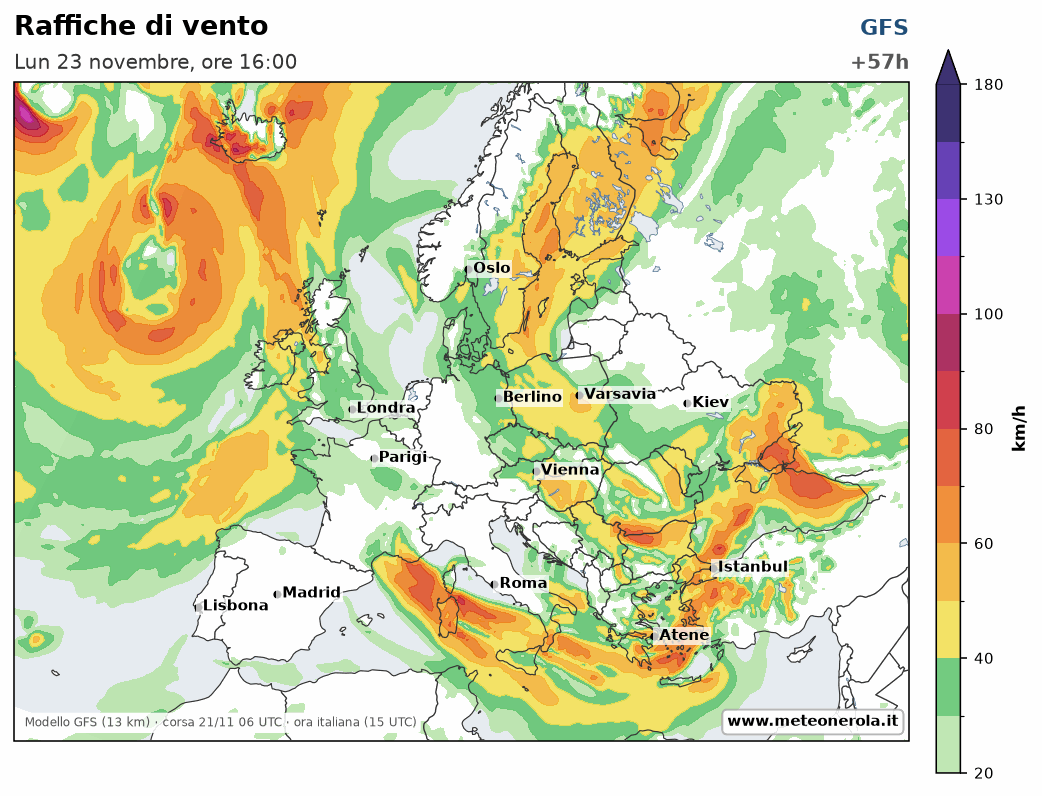 Raffiche di vento
GFS
Lun 23 novembre, ore 16:00
+57h
180
130
100
80
60
40
20
km/h
Oslo
Berlino
Varsavia
Kiev
Londra
Parigi
Vienna
Istanbul
Roma
Madrid
Lisbona
Atene
Modello GFS (13 km) · corsa 21/11 06 UTC · ora italiana (15 UTC)
www.meteonerola.it